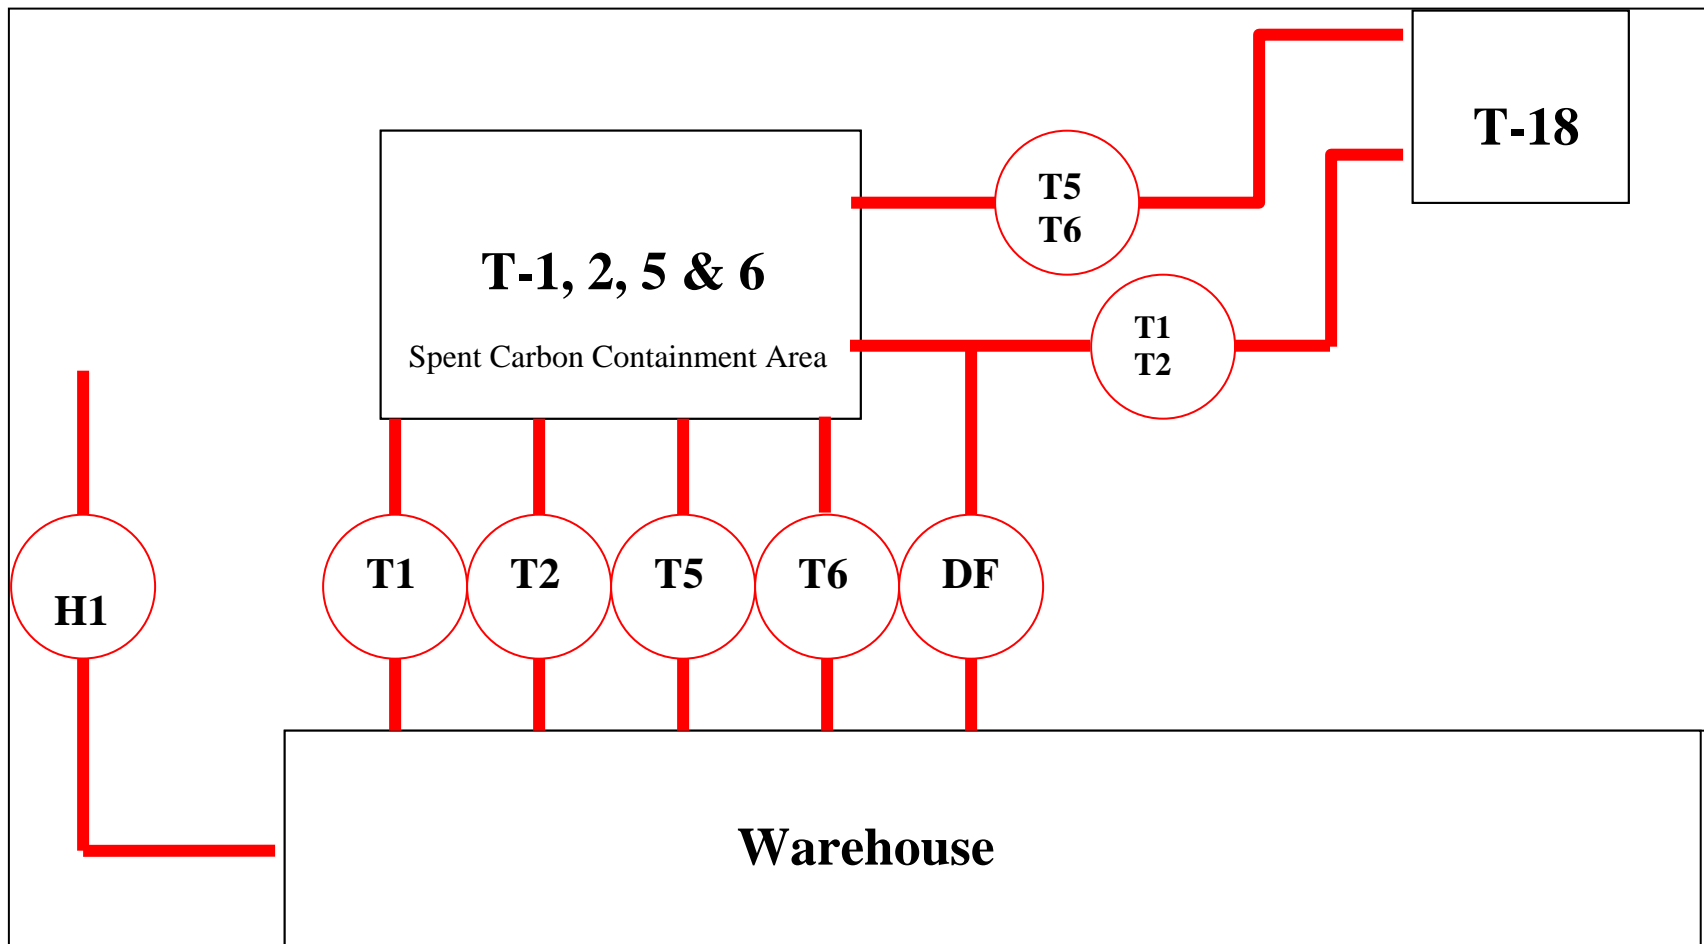 T-18
T5
T6
T-1, 2, 5 & 6
T1
T2
Spent Carbon Containment Area
H1
T1
T2
T5
T6
DF
Warehouse